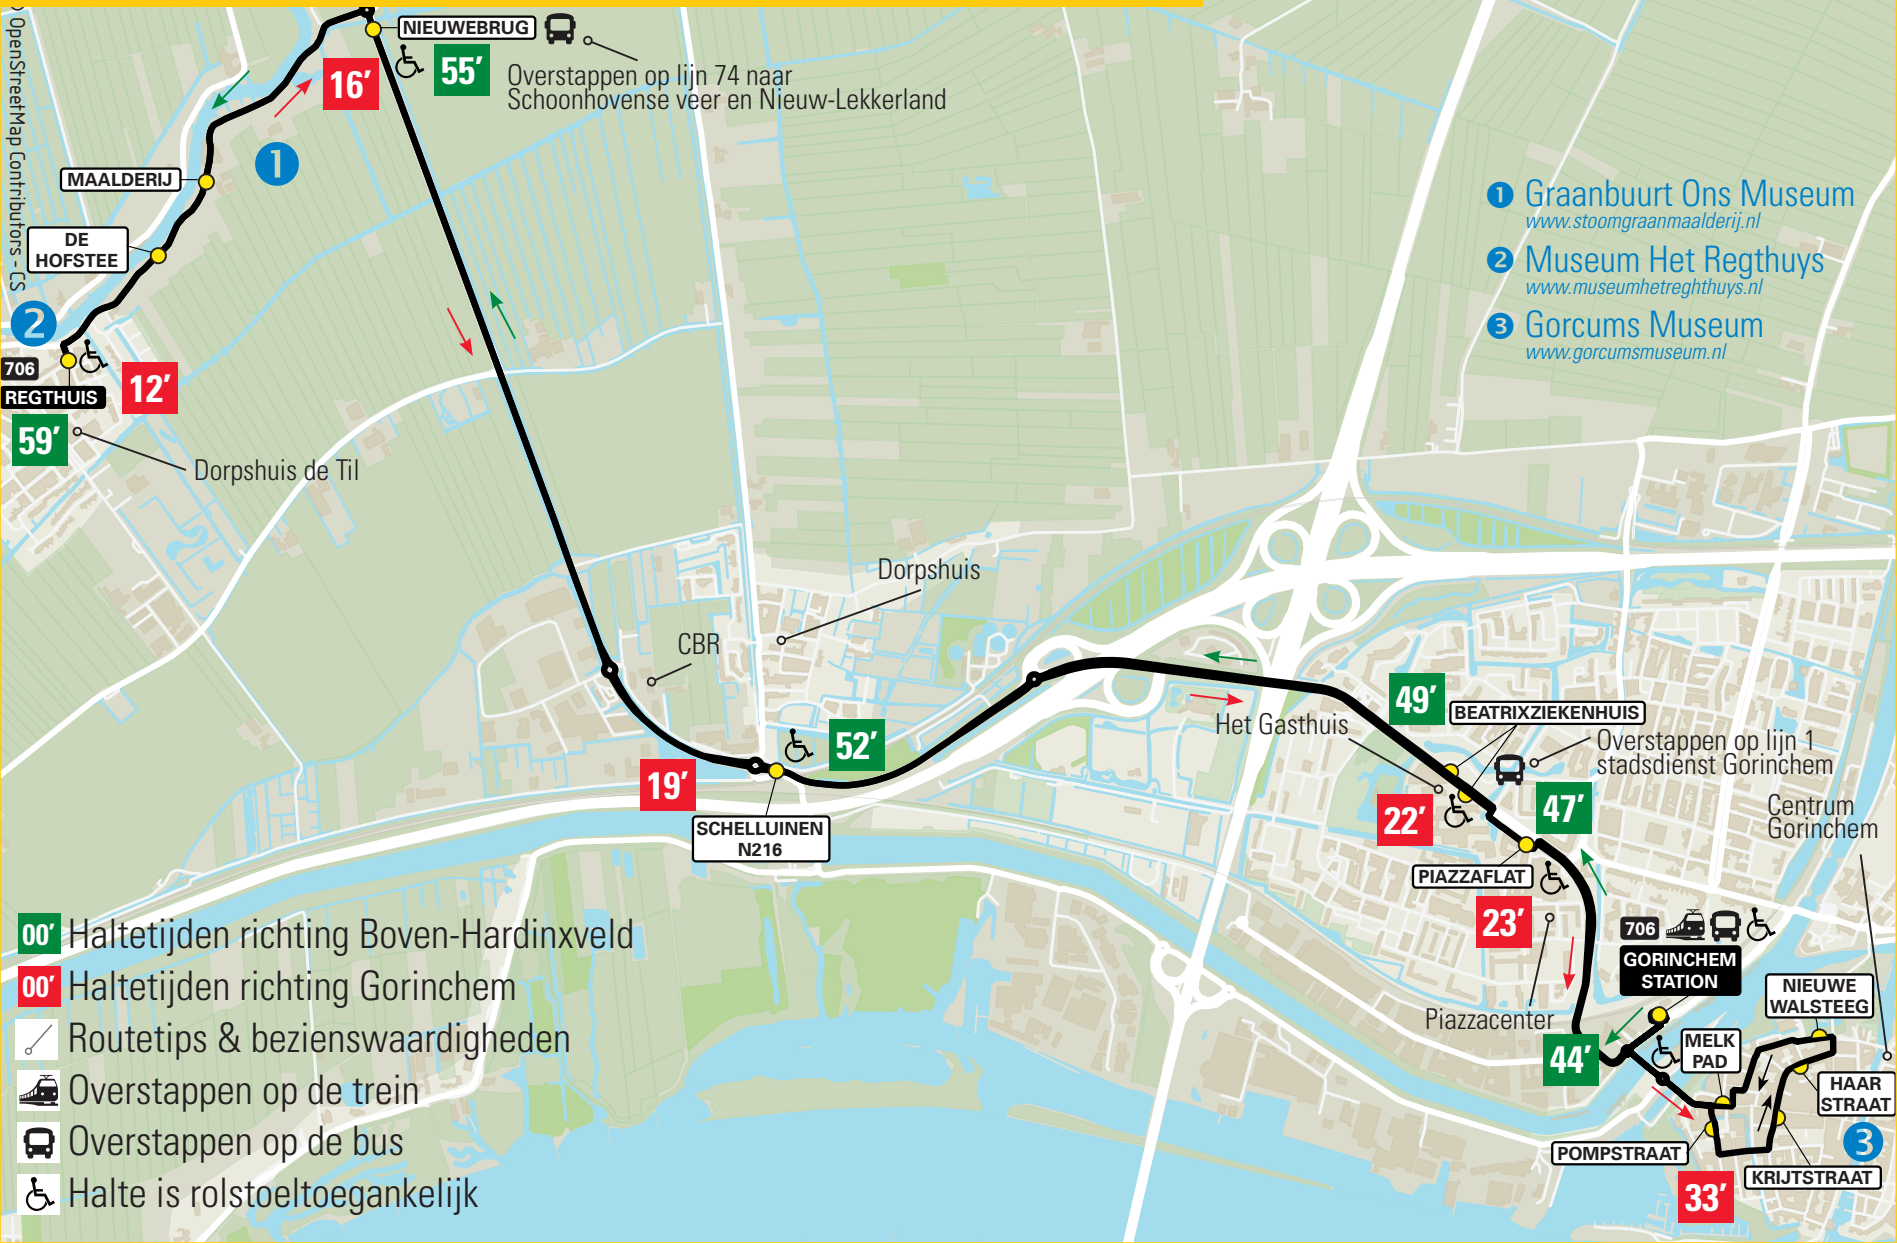 © OpenStreetMap Contributors - CS
NIEUWEBRUG
16’
55’
Overstappen op lijn 74 naar
Schoonhovense veer en Nieuw-Lekkerland
1
MAALDERIJ
DE
HOFSTEE
2
706
REGTHUIS
12’
59’
Dorpshuis de Til
1 Graanbuurt Ons Museum
www.stoomgraanmaalderij.nl
2 Museum Het Regthuys
www.museumhetreghthuys.nl
3 Gorcums Museum
www.gorcumsmuseum.nl
Dorpshuis
CBR
52’
19’
SCHELLUINEN
N216
49’
BEATRIXZIEKENHUIS
Het Gasthuis
Overstappen op lijn 1
stadsdienst Gorinchem
22’
47’
Centrum
Gorinchem
PIAZZAFLAT
23’
706
GORINCHEM
STATION
Piazzacenter
44’
NIEUWE
WALSTEEG
MELK
PAD
HAAR
STRAAT
3
POMPSTRAAT
KRIJTSTRAAT
33’
00’ Haltetijden richting Boven-Hardinxveld
00’ Haltetijden richting Gorinchem
Routetips & bezienswaardigheden
Overstappen op de trein
Overstappen op de bus
Halte is rolstoeltoegankelijk